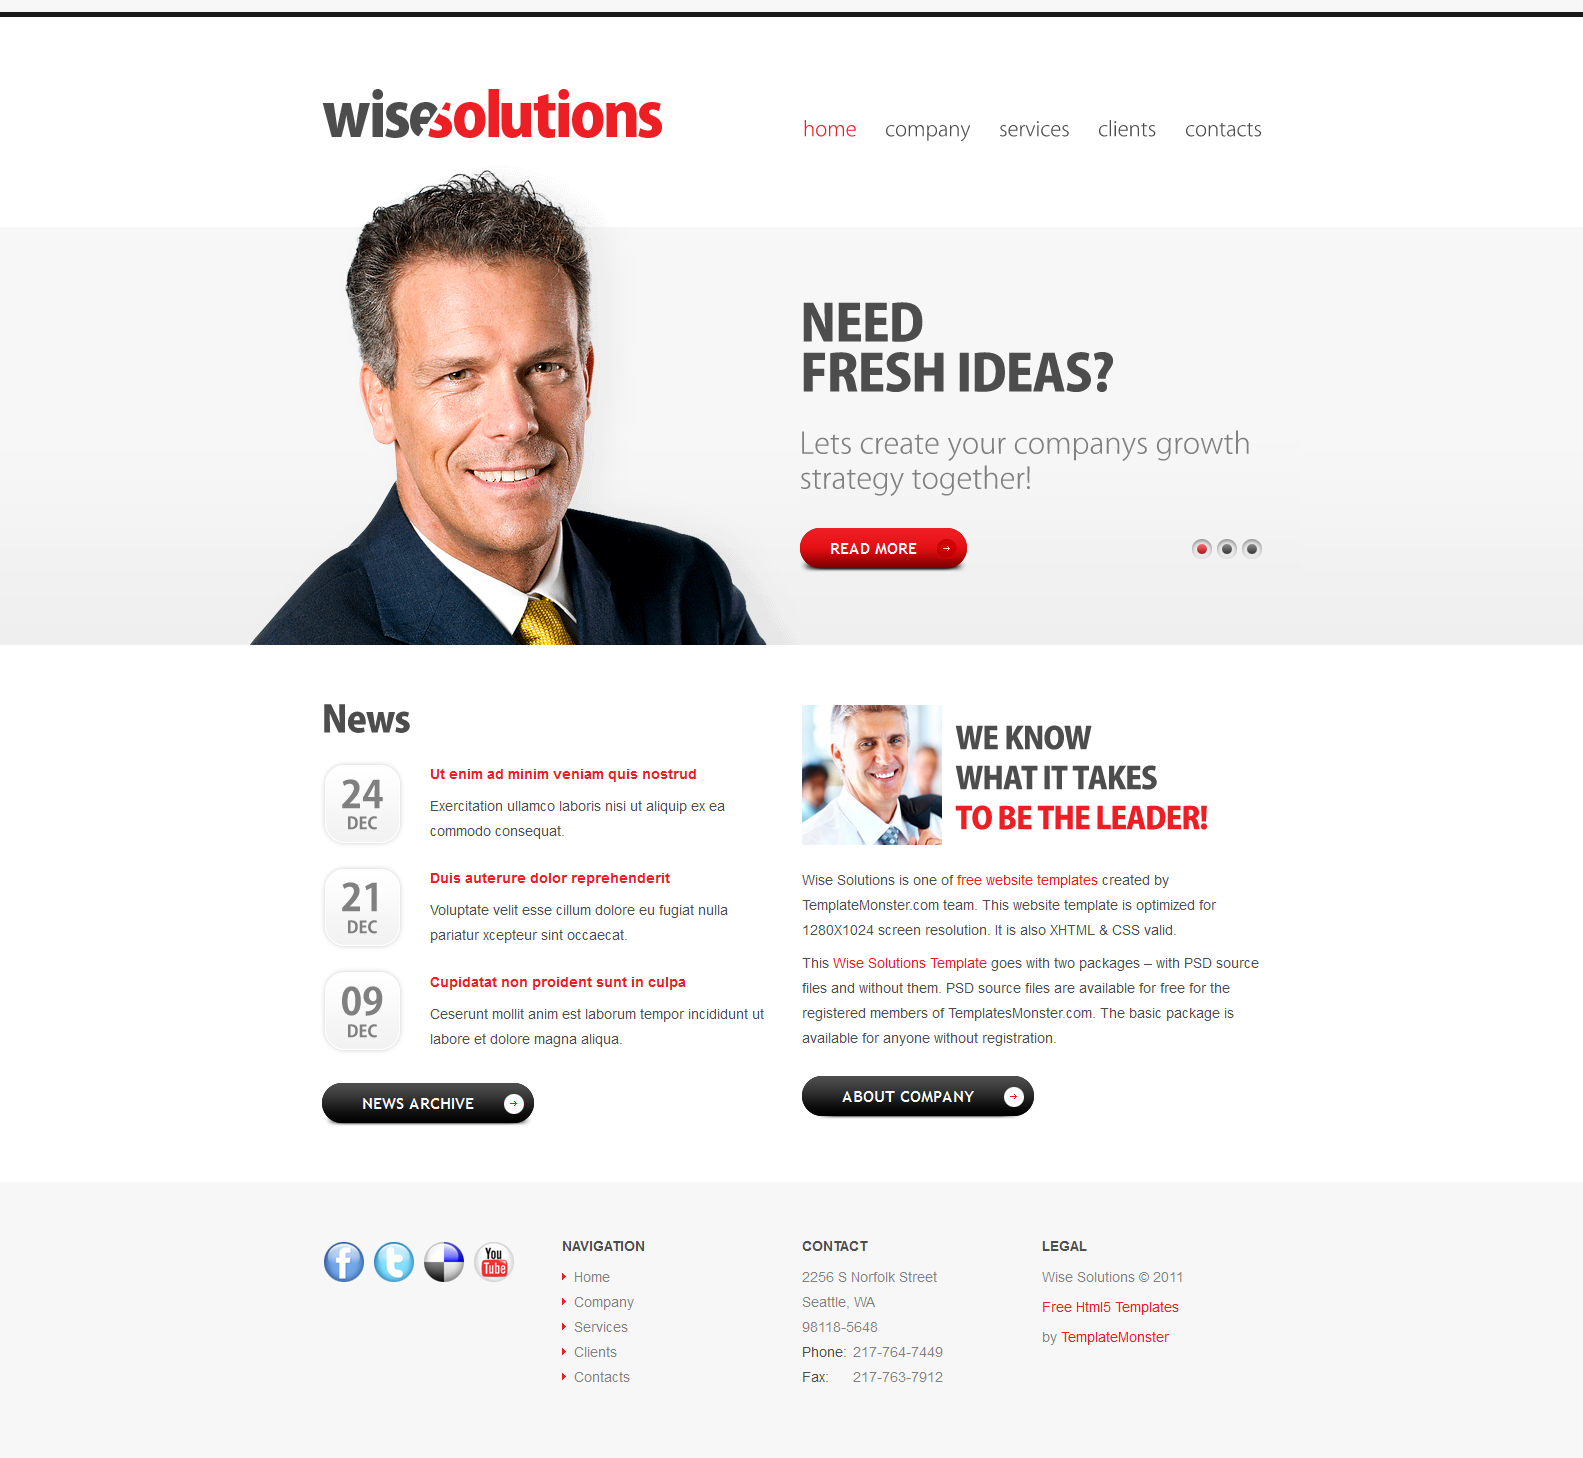 wisesolutions
home company services clients contacts
NEED
FRESH IDEAS?
Lets create your companys growth
strategy together!
READ MORE
News
24
DEC
Ut enim ad minim veniam quis nostrud
Exercitation ullamco laboris nisi ut aliquip ex ea
commodo consequat.
21
DEC
Duis auterure dolor reprehenderit
Voluptate velit esse cillum dolore eu fugiat nulla
pariatur xcepteur sint occaecat.
09
DEC
Cupidatat non proident sunt in culpa
Ceserunt mollit anim est laborum tempor incididunt ut
labore et dolore magna aliqua.
NEWS ARCHIVE
WE KNOW
WHAT IT TAKES
TO BE THE LEADER!
Wise Solutions is one of free website templates created by
TemplateMonster.com team. This website template is optimized for
1280X1024 screen resolution. It is also XHTML & CSS valid.
This Wise Solutions Template goes with two packages – with PSD source
files and without them. PSD source files are available for free for the
registered members of TemplatesMonster.com. The basic package is
available for anyone without registration.
ABOUT COMPANY
f
t
You
Tube
NAVIGATION
Home
Company
Services
Clients
Contacts
CONTACT
2256 S Norfolk Street
Seattle, WA
98118-5648
Phone: 217-764-7449
Fax: 217-763-7912
LEGAL
Wise Solutions © 2011
Free Html5 Templates
by TemplateMonster